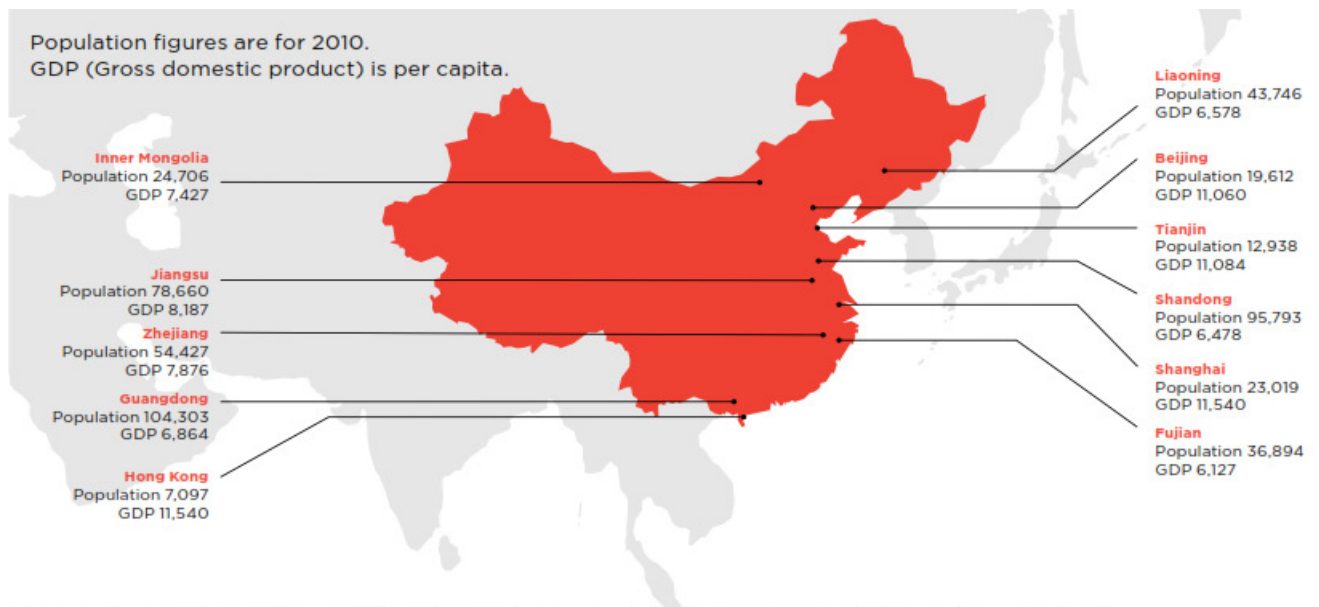 Population figures are for 2010.
GDP (Gross domestic product) is per capita.
Inner Mongolia
Population 24,706
GDP 7,427
Jiangsu
Population 78,660
GDP 8,187
Zhejiang
Population 54,427
GDP 7,876
Guangdong
Population 104,303
GDP 6,864
Hong Kong
Population 7,097
GDP 11,540
Liaoning
Population 43,746
GDP 6,578
Beijing
Population 19,612
GDP 11,060
Tianjin
Population 12,938
GDP 11,084
Shandong
Population 95,793
GDP 6,478
Shanghai
Population 23,019
GDP 11,540
Fujian
Population 36,894
GDP 6,127